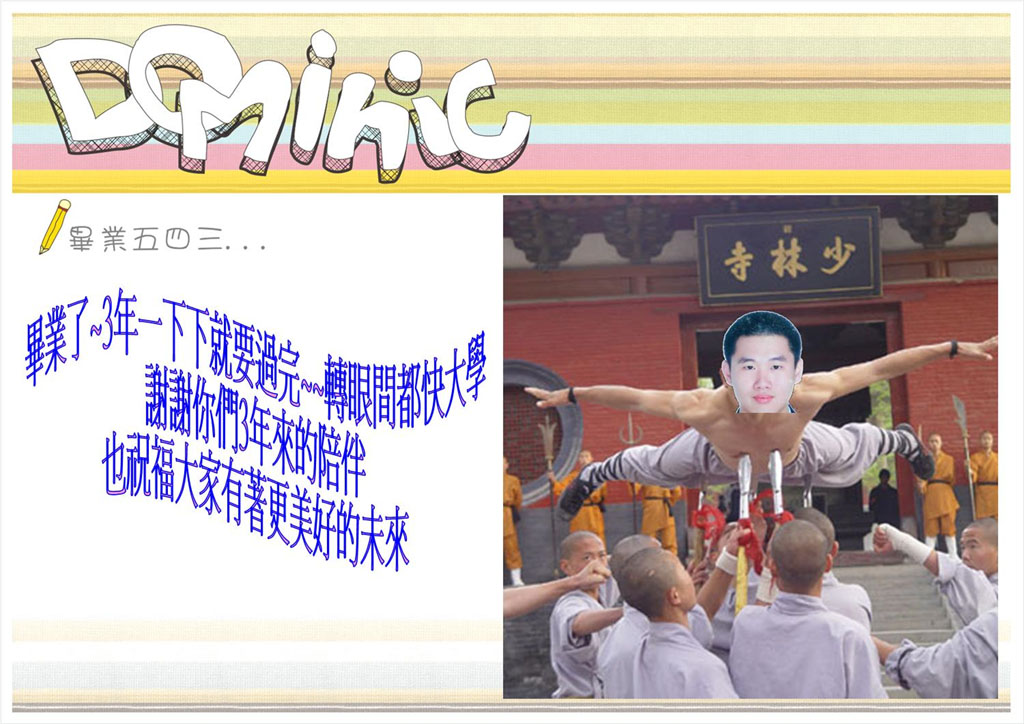 DOMiNiC
畢業五四三...
畢業了~3年一下下就要過完~~轉眼間都快大學
謝謝你們3年來的陪伴
也祝福大家有著更美好的未來
寺林少